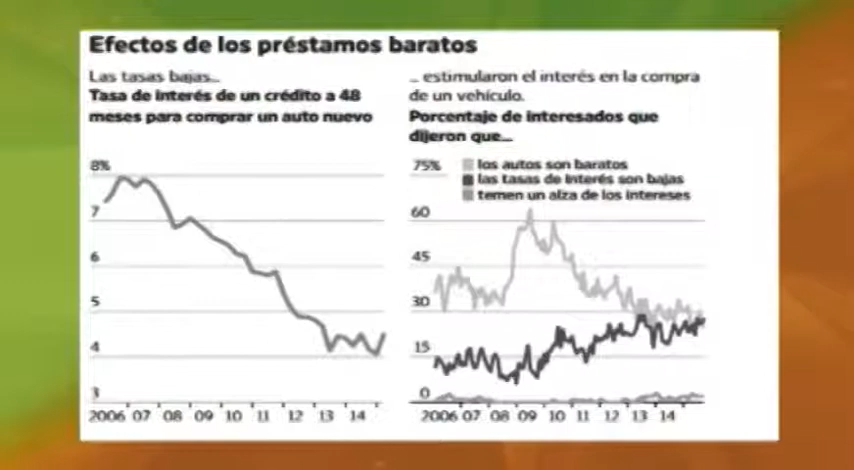 Efectos de los préstamos baratos
Las tasas bajas...
Tasa de interés de un crédito a 48
meses para comprar un auto nuevo
8%
7
6
5
4
3
2006 07 08 09 10 11 12 13 14
... estimularon el interés en la compra
de un vehículo.
Porcentaje de interesados que
dijeron que...
75%
los autos son baratos
las tasas de interés son bajas
temen un alza de los intereses
60
45
30
15
0
2006 07 08 09 10 11 12 13 14